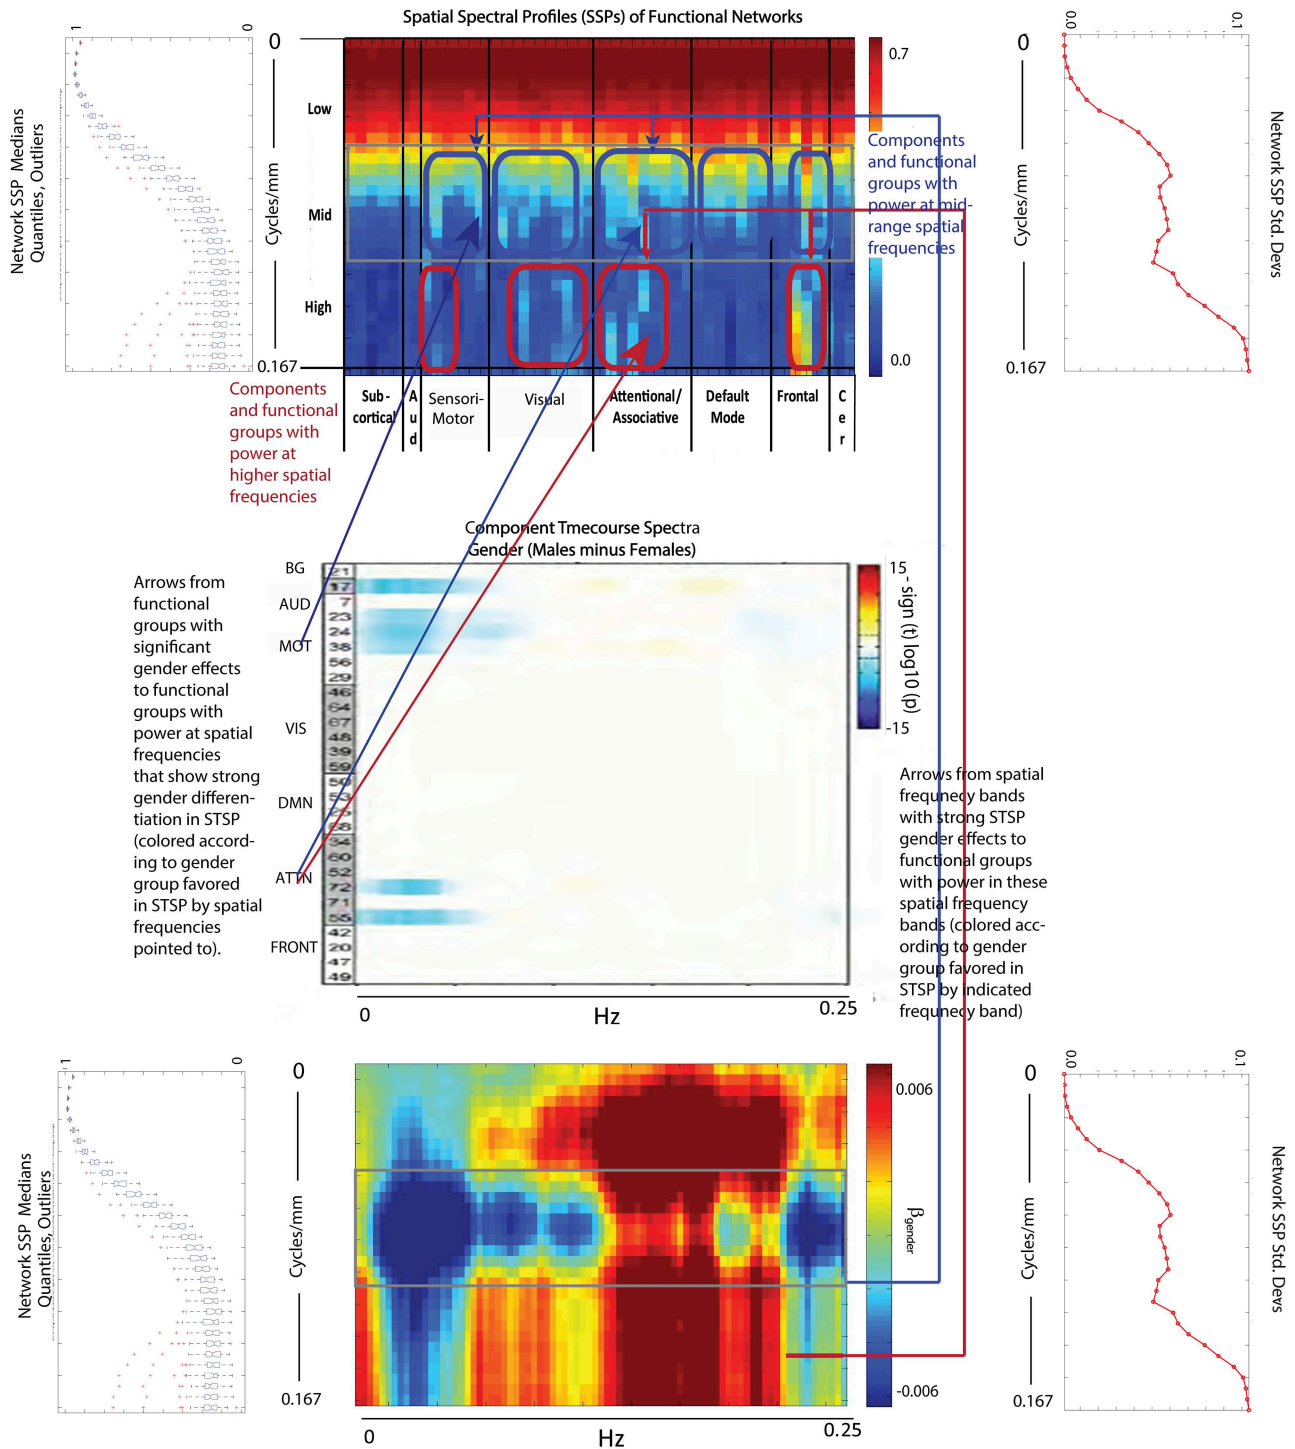 Spatial Spectral Profiles (SSPs) of Functional Networks
1
0
Network SSP Medians
Quantiles, Outliers
0
Cycles/mm
0.167
Low
Mid
High
0.7
0.0
Components
and functional
groups with
power at mid-
range spatial
frequencies
0
Cycles/mm
0.167
0.0
0.1
Network SSP Std. Devs
Sub-
cortical
A
u
d
Sensori-
Motor
Visual
Attentional/
Associative
Default
Mode
Frontal
C
e
r
Components
and functional
groups with
power at
higher spatial
frequencies
Component Tmecourse Spectra
Gender (Males minus Females)
Arrows from
functional
groups with
significant
gender effects
to functional
groups with
power at spatial
frequencies
that show strong
gender differen-
tiation in STSP
(colored accord-
ing to gender
group favored
in STSP by spatial
frequencies
pointed to).
BG
AUD
MOT
VIS
DMN
ATTN
FRONT
21
17
7
23
24
38
56
29
46
64
67
48
39
59
50
53
25
68
34
60
52
72
71
55
42
20
47
49
15
-15
- sign (t) log10 (p)
0
Hz
0.25
Arrows from spatial
frequnecy bands
with strong STSP
gender effects to
functional groups
with power in these
spatial frequency
bands (colored acc-
ording to gender
group favored in
STSP by indicated
frequnecy band)
1
0
Network SSP Medians
Quantiles, Outliers
0
Cycles/mm
0.167
0.006
βgender
-0.006
0
Hz
0.25
0
Cycles/mm
0.167
0.0
0.1
Network SSP Std. Devs